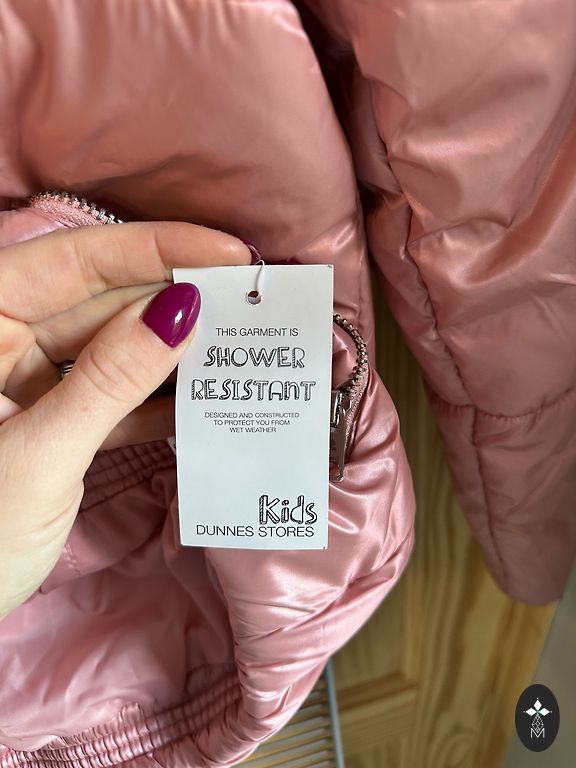 THIS GARMENT IS
SHOWER
RESISTANT
DESIGNED AND CONSTRUCTED
TO PROTECT YOU FROM
WET WEATHER
Kids
DUNNES STORES